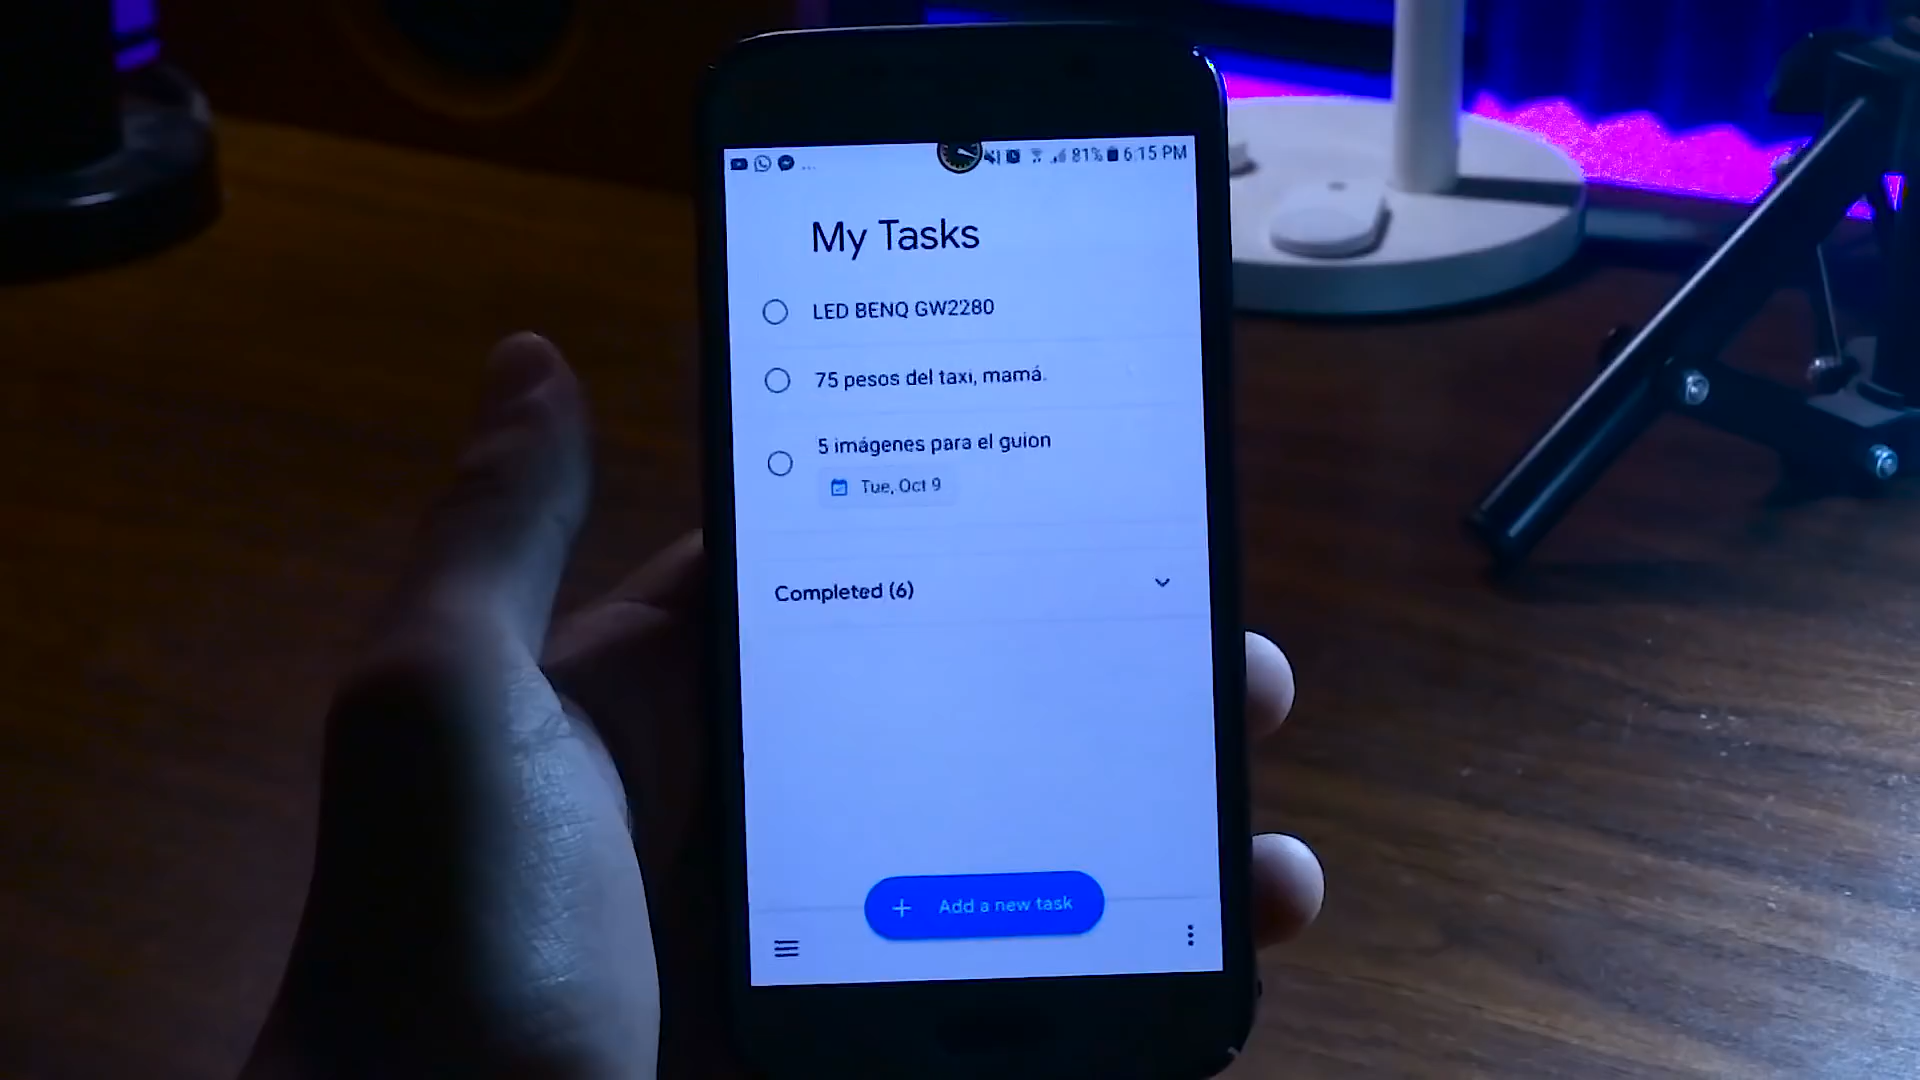 ... 81% 6:15 PM
My Tasks
LED BENQ GW2280
75 pesos del taxi, mamá.
5 imágenes para el guion
Tue, Oct 9
Completed (6)
+ Add a new task